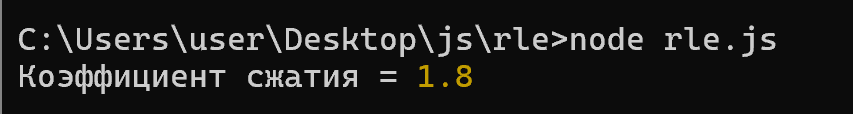 C:\Users\user\Desktop\js\rle>node rle.js
Коэффициент сжатия = 1.8